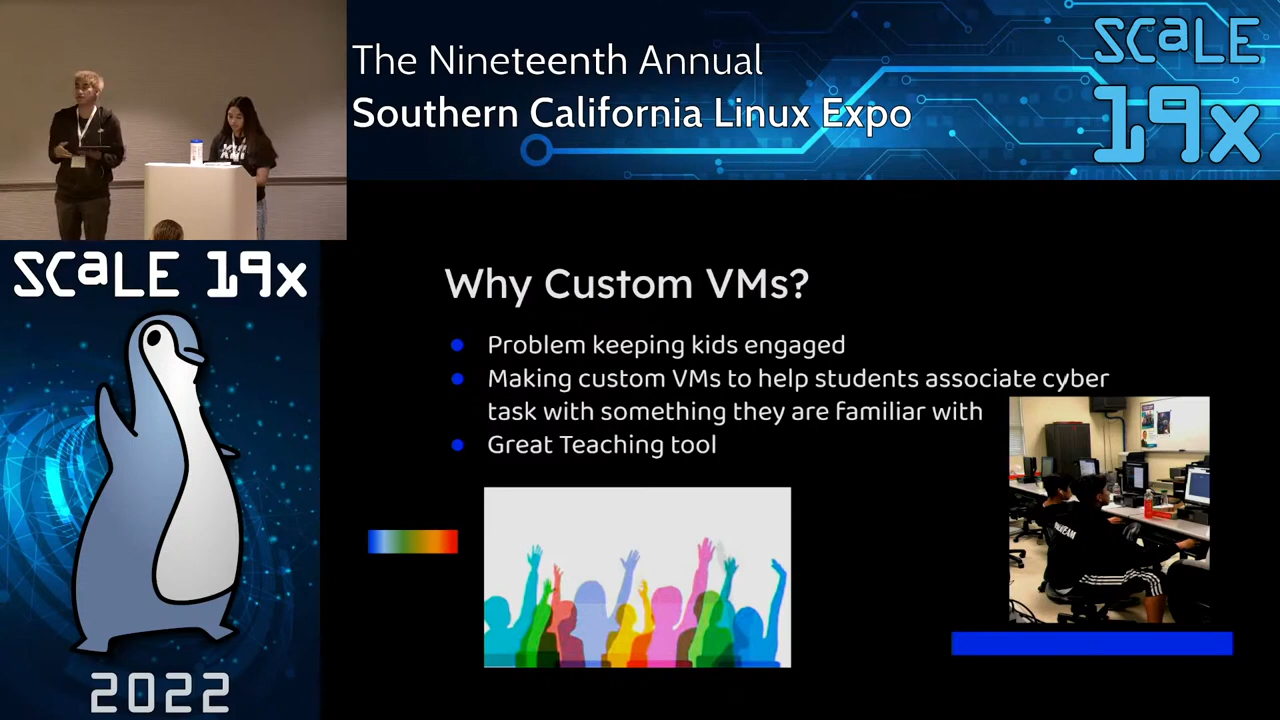 The Nineteenth Annual
Southern California Linux Expo
SCaLE
19x
SCaLE 19x
2022
Why Custom VMs?
Problem keeping kids engaged
Making custom VMs to help students associate cyber
task with something they are familiar with
Great Teaching tool